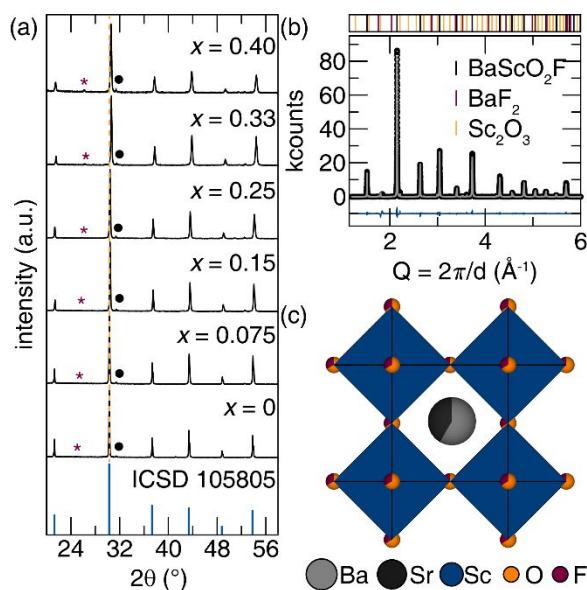 (a)
x = 0.40
*
x = 0.33
*
x = 0.25
*
x = 0.15
*
x = 0.075
*
x = 0
*
ICSD 105805
intensity (a.u.)
24 32 40 48 56
2θ (°)
(b)
80
60
40
20
0
kcounts
BaScO₂F
BaF₂
Sc₂O₃
2 4 6
Q = 2π/d (Å⁻¹)
(c)
Ba Sr Sc O F